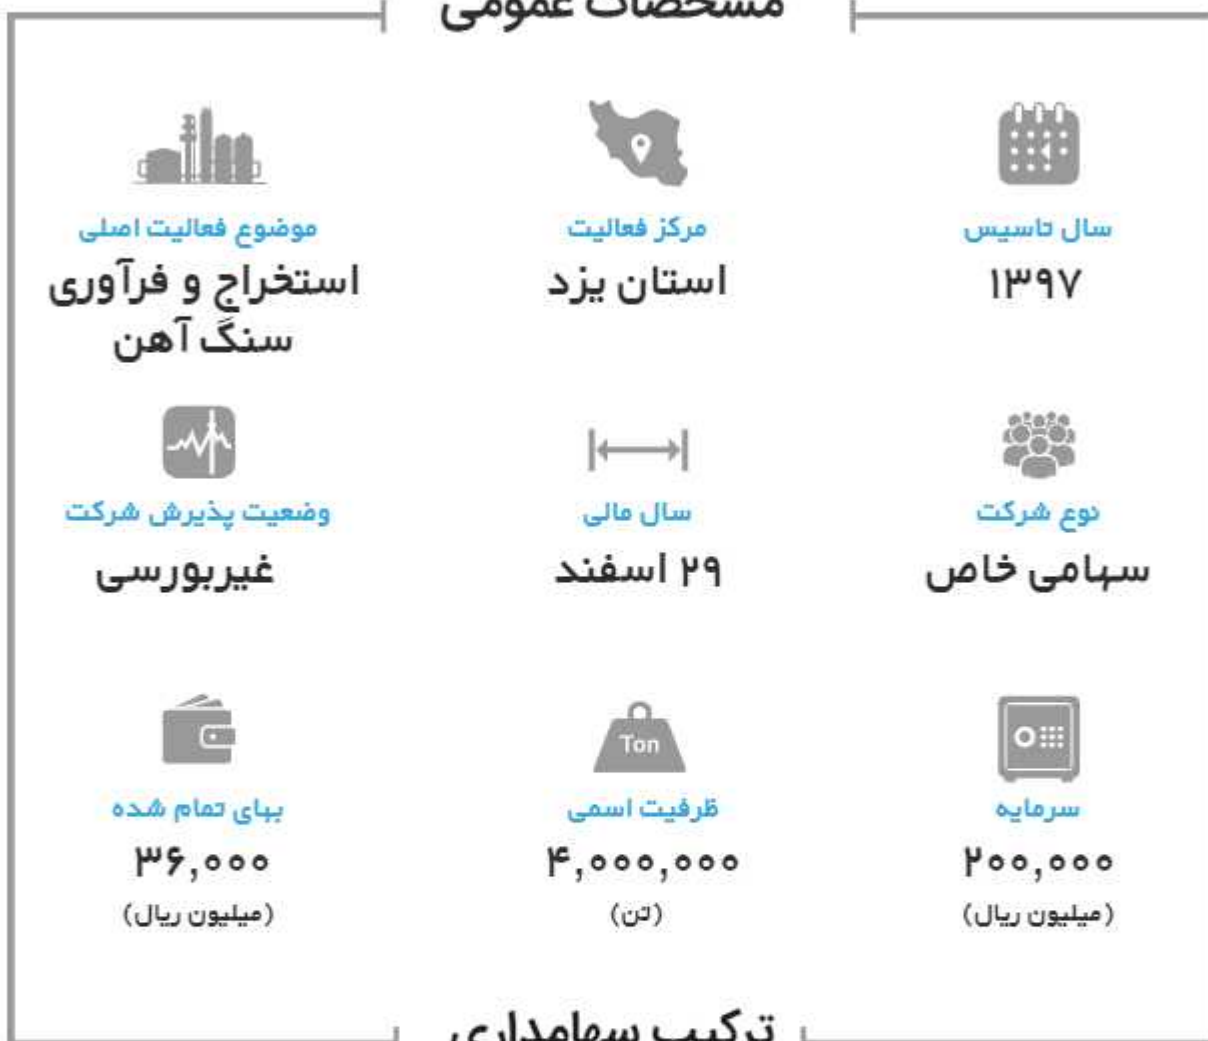 مشخصات عمومی
سال تاسیس
۱۳۹۷
مرکز فعالیت
استان یزد
موضوع فعالیت اصلی
استخراج و فرآوری
سنگ آهن
نوع شرکت
سهامی خاص
سال مالی
۲۹ اسفند
وضعیت پذیرش شرکت
غیربورسی
سرمایه
۲۰۰,۰۰۰
(میلیون ریال)
Ton
ظرفیت اسمی
۴,۰۰۰,۰۰۰
(تن)
بهای تمام شده
۳۶,۰۰۰
(میلیون ریال)
ترکیب سهامداری